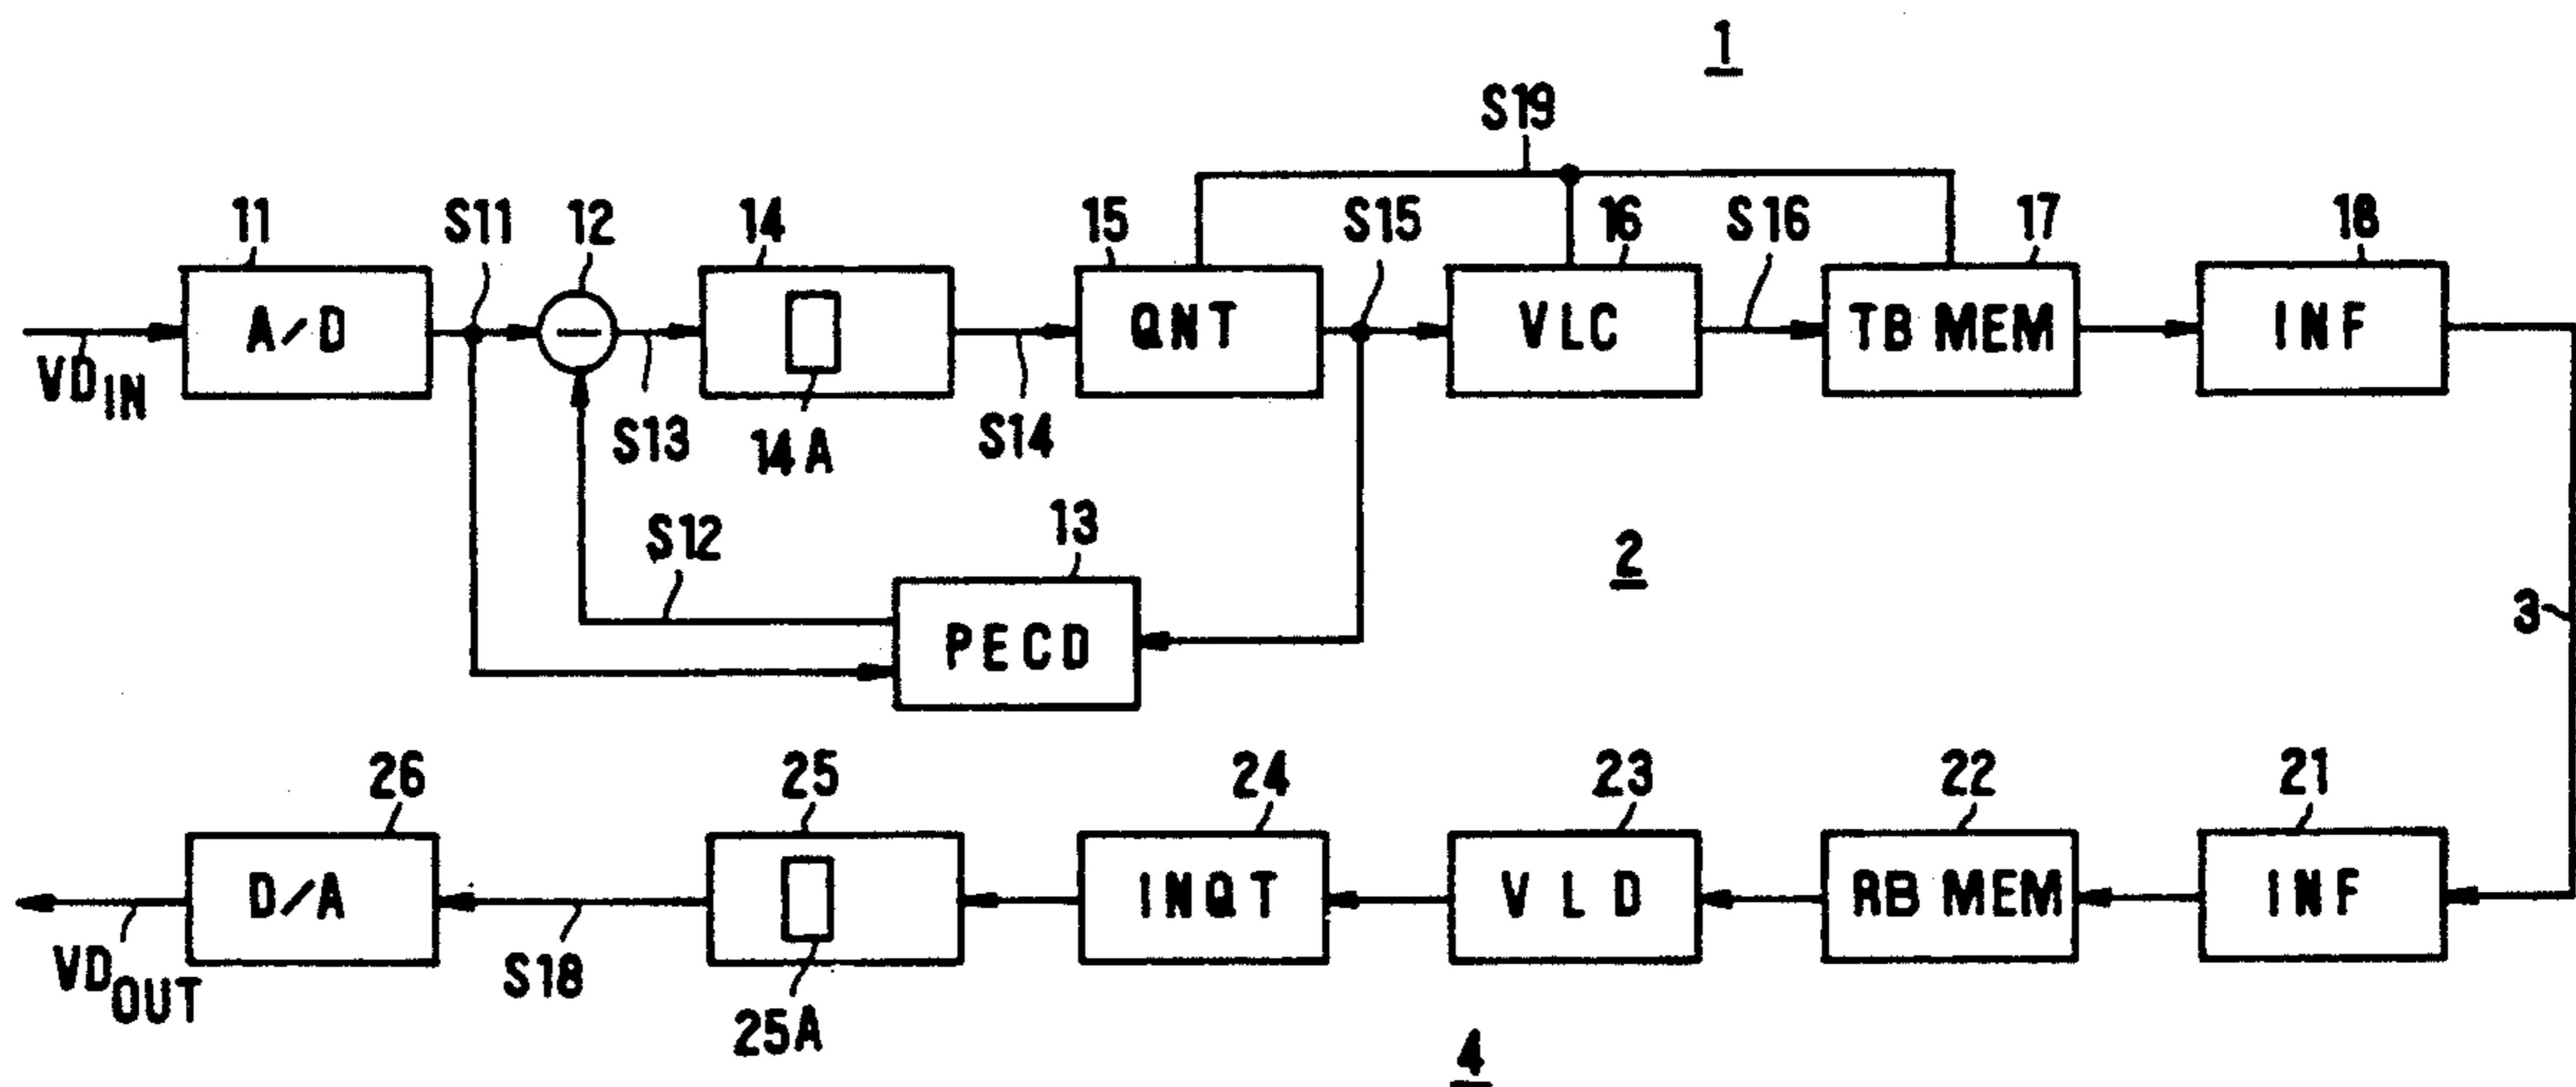 1
S19
11
S11
12
14
15
S15
16
S16
17
18
A/D
QNT
VLC
TB MEM
INF
VDIN
S13
14A
S14
S12
13
2
3
PECD
26
25
24
23
22
21
D/A
INQT
VLD
RB MEM
INF
VDOUT
S18
25A
4